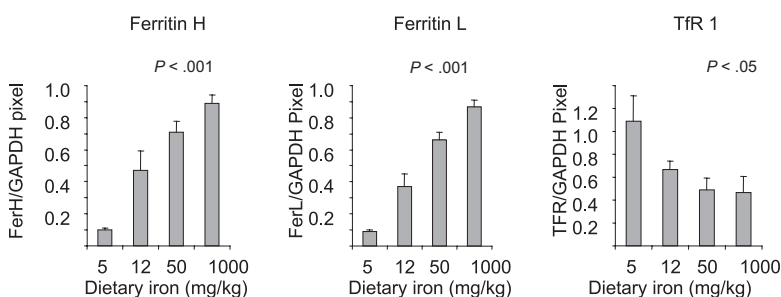 Ferritin H
P < .001
FerH/GAPDH pixel
1.0
0.8
0.6
0.4
0.2
5 12 50 1000
Dietary iron (mg/kg)
Ferritin L
P < .001
FerL/GAPDH Pixel
1.0
0.8
0.6
0.4
0.2
5 12 50 1000
Dietary iron (mg/kg)
TfR 1
P < .05
TFR/GAPDH Pixel
1.2
1.0
0.8
0.6
0.4
0.2
5 12 50 1000
Dietary iron (mg/kg)